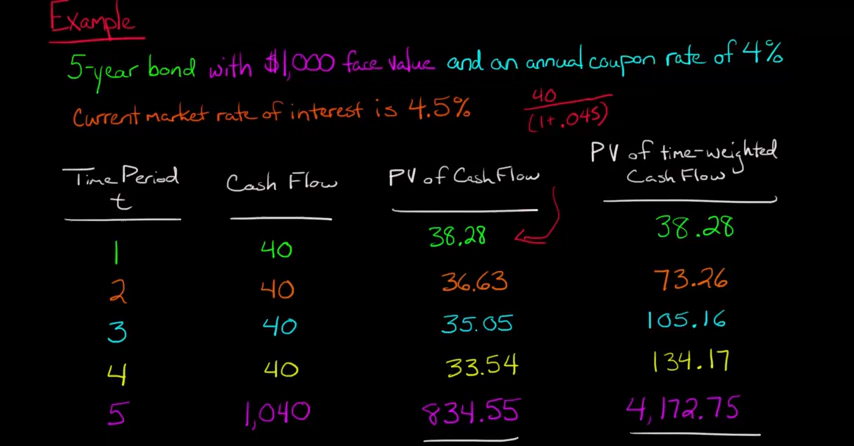 Example
5-year bond with $1,000 face value and an annual coupon rate of 4%
Current market rate of interest is 4.5%
40
(1+.045)
Time Period t
Cash Flow
PV of Cash Flow
PV of time-weighted Cash Flow
1 40 38.28 38.28
2 40 36.63 73.26
3 40 35.05 105.16
4 40 33.54 134.17
5 1,040 834.55 4,172.75